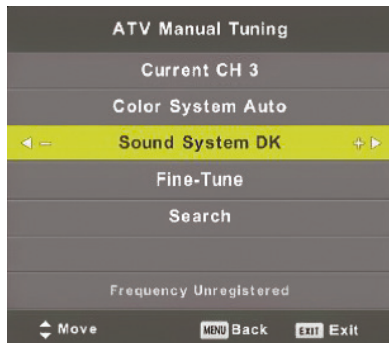 ATV Manual Tuning
Current CH 3
Color System Auto
− Sound System DK +
Fine-Tune
Search
Frequency Unregistered
Move MENU Back EXIT Exit